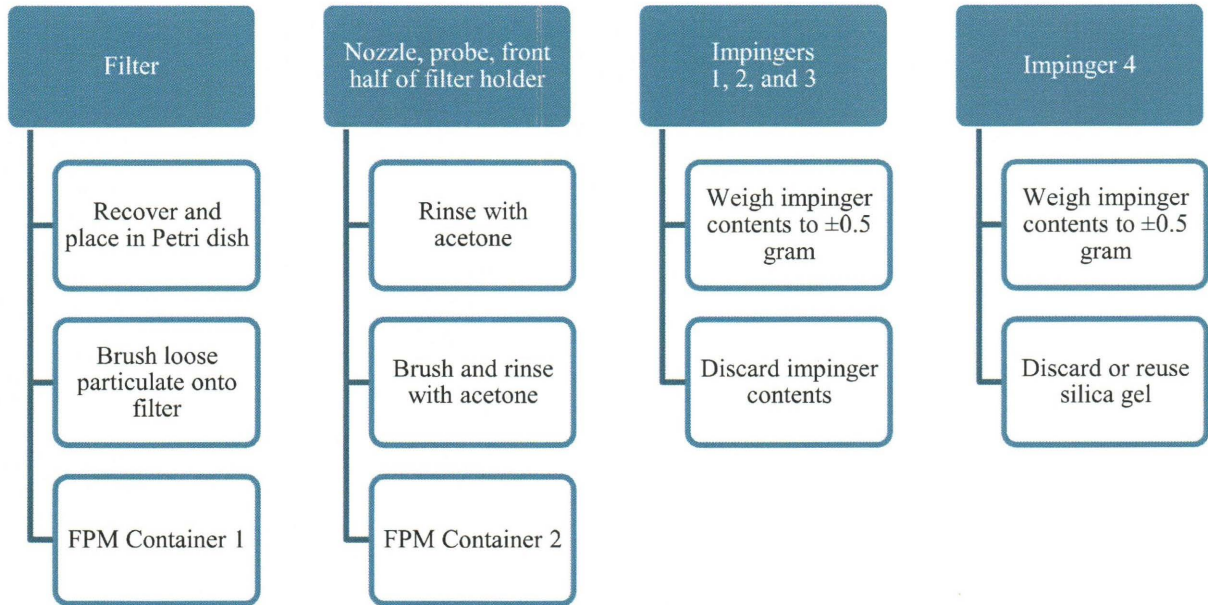 Filter
Recover and
place in Petri dish
Brush loose
particulate onto
filter
FPM Container 1
Nozzle, probe, front
half of filter holder
Rinse with
acetone
Brush and rinse
with acetone
FPM Container 2
Impingers
1, 2, and 3
Weigh impinger
contents to ±0.5
gram
Discard impinger
contents
Impinger 4
Weigh impinger
contents to ±0.5
gram
Discard or reuse
silica gel